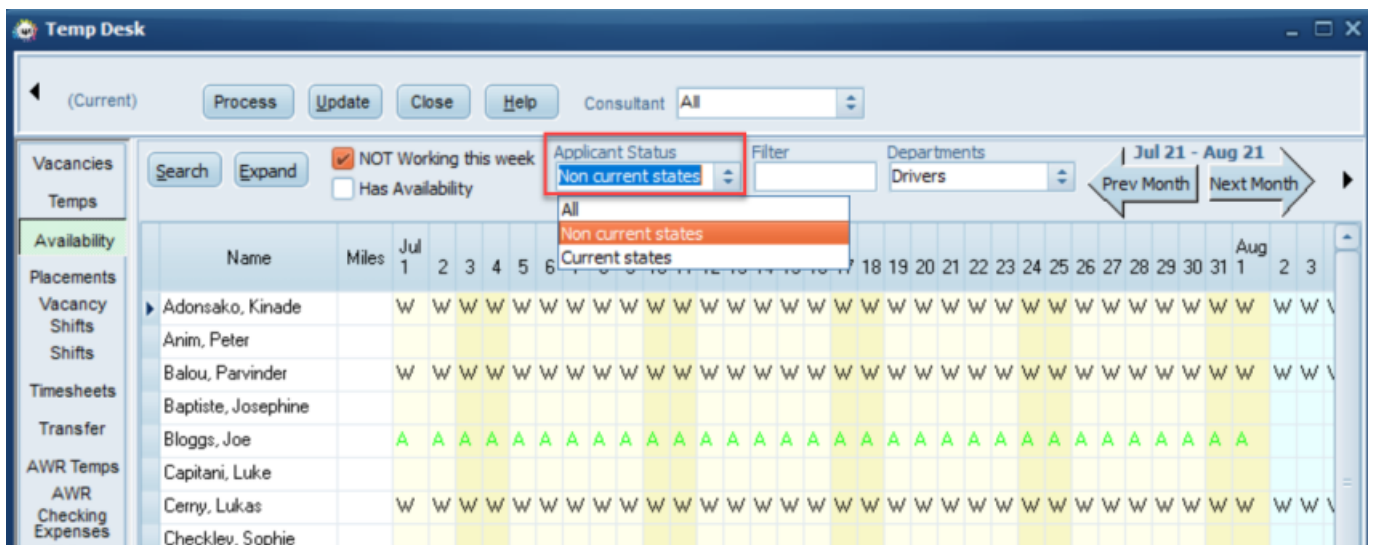 Temp Desk
(Current) Process Update Close Help Consultant All
Vacancies
Temps
Availability
Placements
Vacancy
Shifts
Shifts
Timesheets
Transfer
AWR Temps
AWR
Checking
Expenses
Search Expand
NOT Working this week
Has Availability
Applicant Status
Non current states
All
Non current states
Current states
Filter
Departments
Drivers
Jul 21 - Aug 21
Prev Month Next Month
Name Miles Jul 1 2 3 4 5 6 17 18 19 20 21 22 23 24 25 26 27 28 29 30 31 Aug 1 2 3
Adonsako, Kinade W W W W W W W W W W W W W W W W W W W W W W W W W W W W W W W W W W
Anim, Peter
Balou, Parvinder W W W W W W W W W W W W W W W W W W W W W W W W W W W W W W W W W W
Baptiste, Josephine
Bloggs, Joe A A A A A A A A A A A A A A A A A A A A A A A A A A A A A A A A
Capitani, Luke
Cerny, Lukas W W W W W W W W W W W W W W W W W W W W W W W W W W W W W W W W W W
Checkley, Sophie